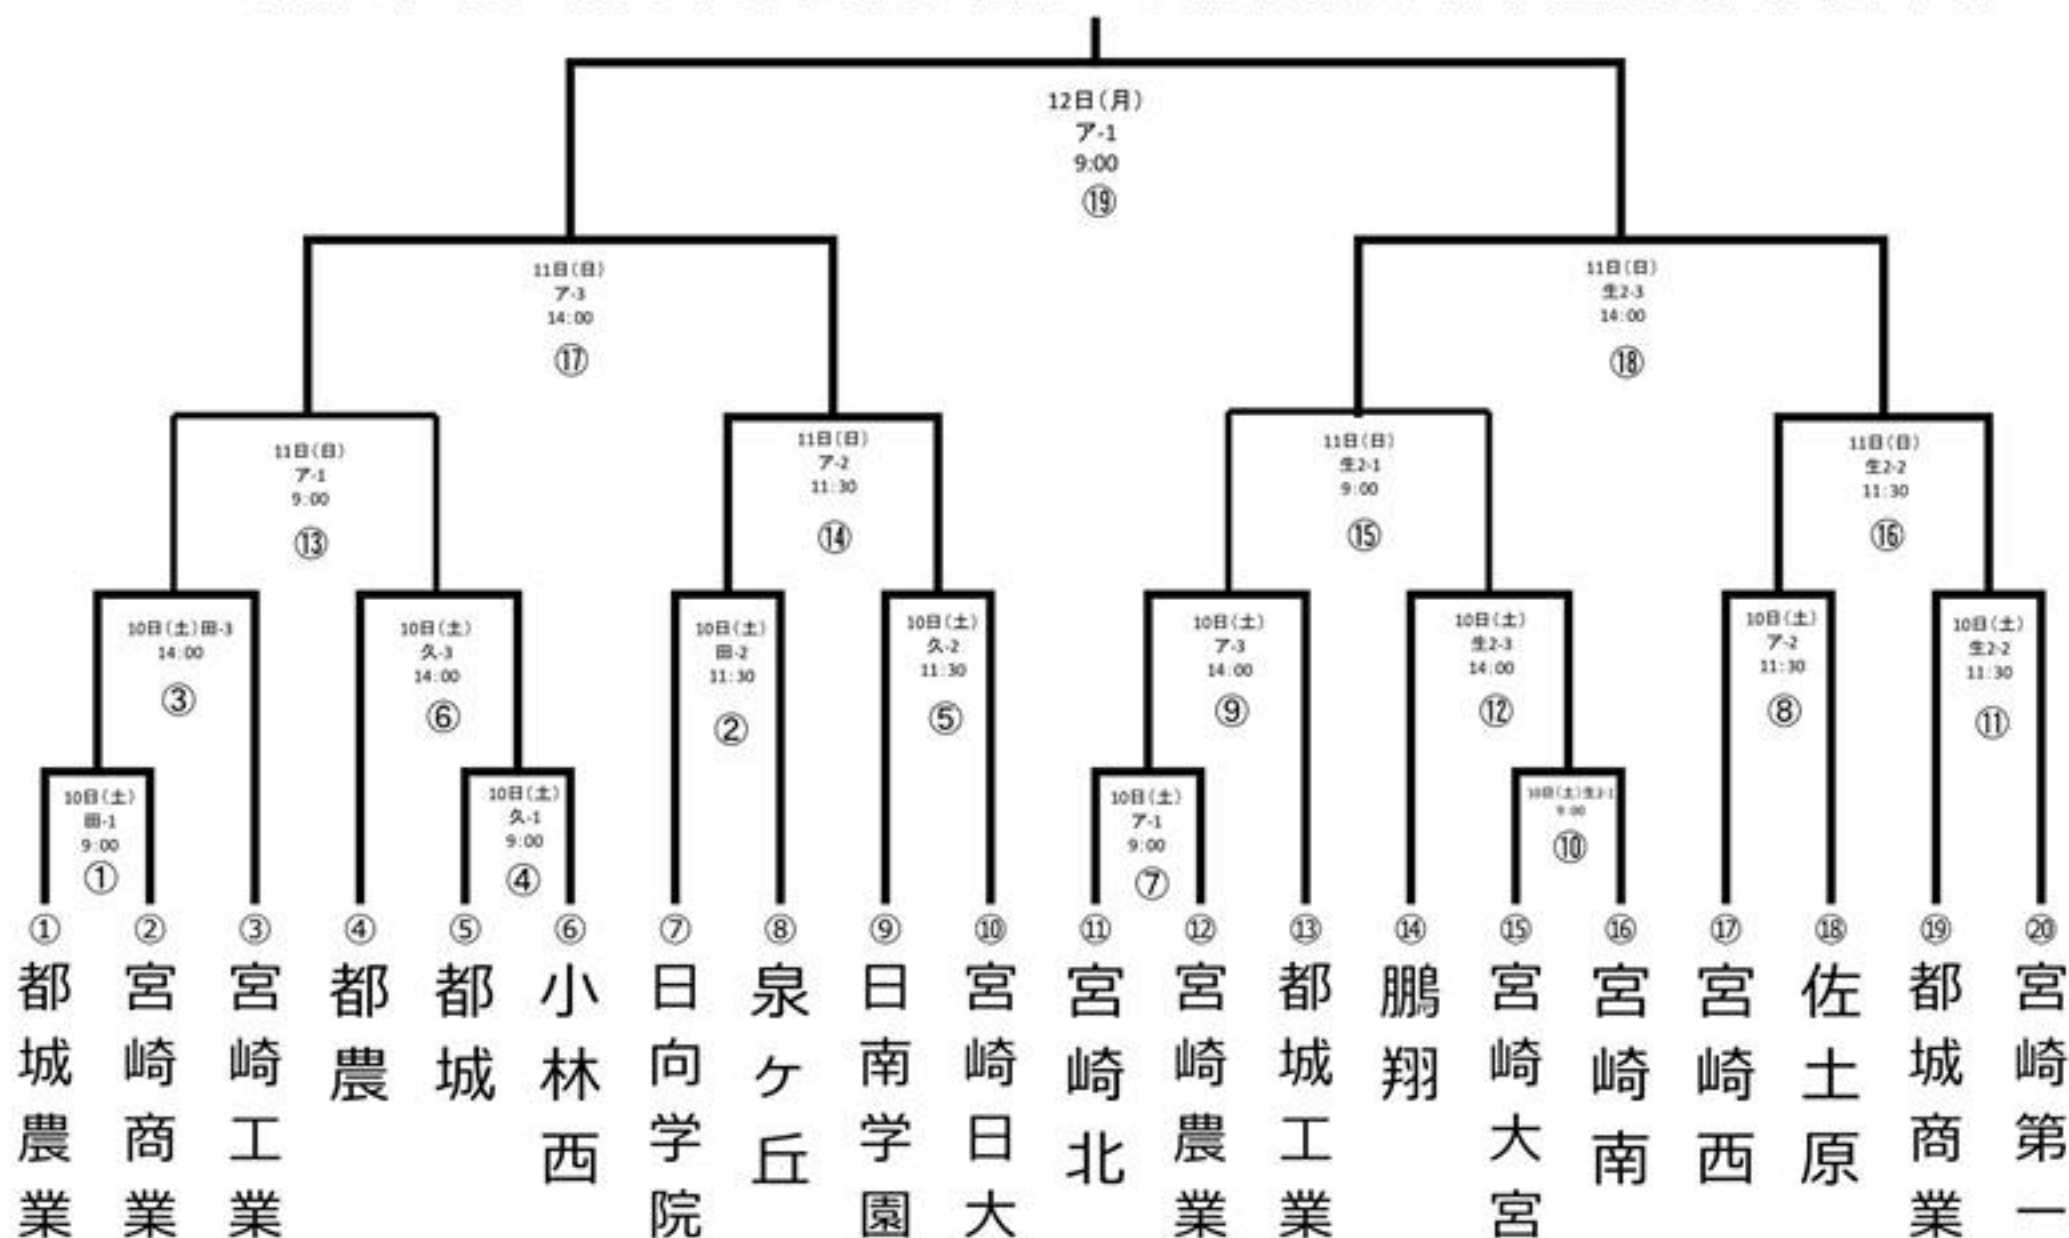 12日(月)
ア-1
9:00
⑲
11日(日)
ア-3
14:00
⑰
11日(日)
生2-3
14:00
⑱
11日(日)
ア-1
9:00
⑬
11日(日)
ア-2
11:30
⑭
11日(日)
生2-1
9:00
⑮
11日(日)
生2-2
11:30
⑯
10日(土)田-3
14:00
③
10日(土)
久-3
14:00
⑥
10日(土)
田-2
11:30
②
10日(土)
久-2
11:30
⑤
10日(土)
ア-3
14:00
⑨
10日(土)
生2-3
14:00
⑫
10日(土)
ア-2
11:30
⑧
10日(土)
生2-2
11:30
⑪
10日(土)
田-1
9:00
①
10日(土)
久-1
9:00
④
10日(土)
ア-1
9:00
⑦
10日(土)生2-1
9:00
⑩
①
都城農業
②
宮崎商業
③
宮崎工業
④
都農
⑤
都城
⑥
小林西
⑦
日向学院
⑧
泉ヶ丘
⑨
日南学園
⑩
宮崎日大
⑪
宮崎北
⑫
宮崎農業
⑬
都城工業
⑭
鵬翔
⑮
宮崎大宮
⑯
宮崎南
⑰
宮崎西
⑱
佐土原
⑲
都城商業
⑳
宮崎第一